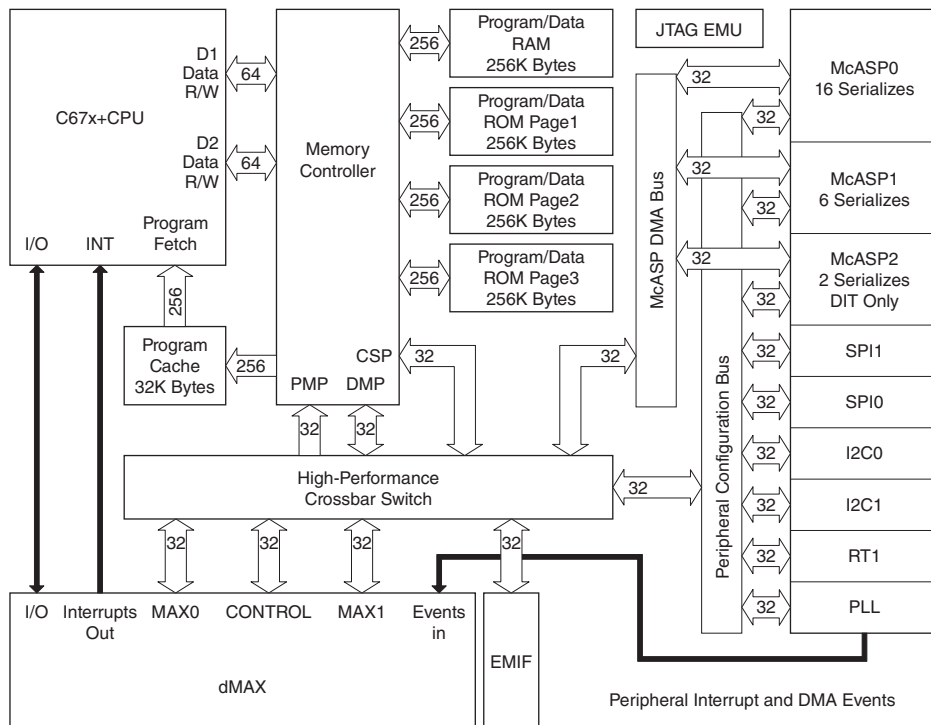 C67x+CPU
D1
Data
R/W
D2
Data
R/W
I/O
INT
Program
Fetch
64
64
256
Program
Cache
32K Bytes
256
Memory
Controller
CSP
PMP
DMP
256
256
256
256
Program/Data
RAM
256K Bytes
Program/Data
ROM Page1
256K Bytes
Program/Data
ROM Page2
256K Bytes
Program/Data
ROM Page3
256K Bytes
32
32
32
32
32
High-Performance
Crossbar Switch
32
32
32
32
I/O
Interrupts
Out
MAX0
CONTROL
MAX1
Events
in
dMAX
EMIF
JTAG EMU
McASP DMA Bus
Peripheral Configuration Bus
32
32
32
32
32
32
32
32
32
32
32
32
McASP0
16 Serializes
McASP1
6 Serializes
McASP2
2 Serializes
DIT Only
SPI1
SPI0
I2C0
I2C1
RT1
PLL
Peripheral Interrupt and DMA Events